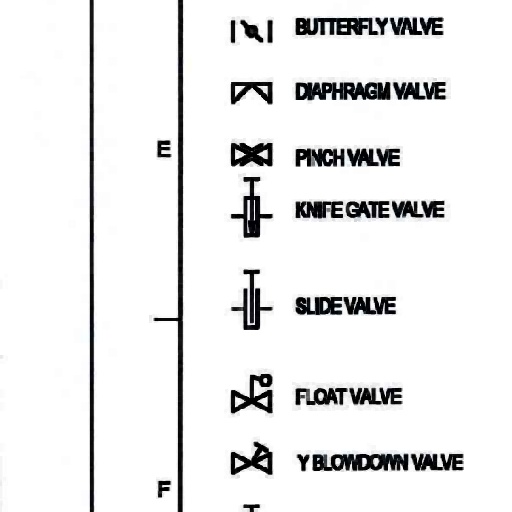 BUTTERFLY VALVE
DIAPHRAGM VALVE
E
PINCH VALVE
KNIFE GATE VALVE
SLIDE VALVE
FLOAT VALVE
Y BLOWDOWN VALVE
F